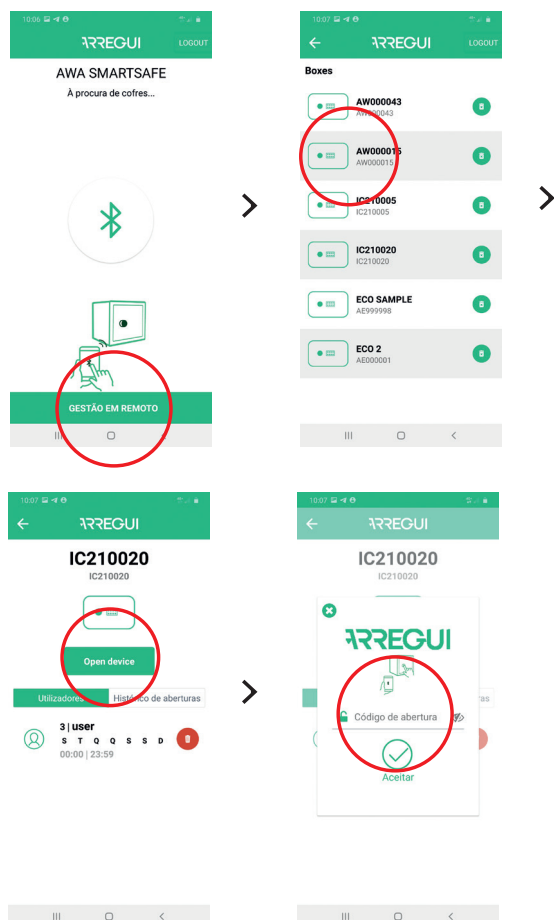 10:06
ARREGUI
LOGOUT
AWA SMARTSAFE
À procura de cofres...
GESTÃO EM REMOTO
10:07
ARREGUI
LOGOUT
Boxes
AW000043
AW000043
AW000015
AW000015
IC210005
IC210005
IC210020
IC210020
ECO SAMPLE
AE999998
ECO 2
AE000001
10:07
ARREGUI
IC210020
IC210020
Open device
Utilizadores
Histórico de aberturas
3 | user
S T Q Q S S D
00:00 | 23:59
10:07
ARREGUI
IC210020
IC210020
ARREGUI
Código de abertura
ras
Aceitar